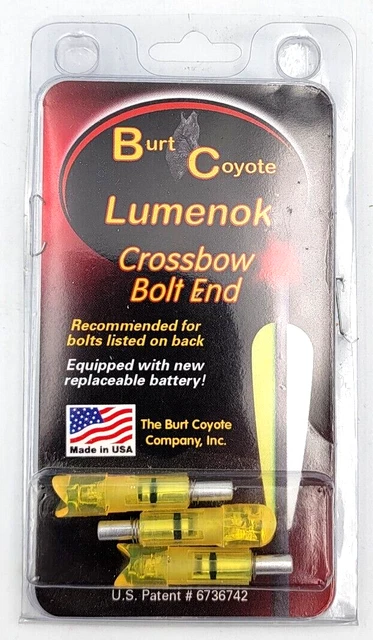 Burt
Coyote
Lumenok
Crossbow
Bolt End
Recommended for
bolts listed on back
Equipped with new
replaceable battery!
Made in USA
The Burt Coyote
Company, Inc.
U.S. Patent # 6736742